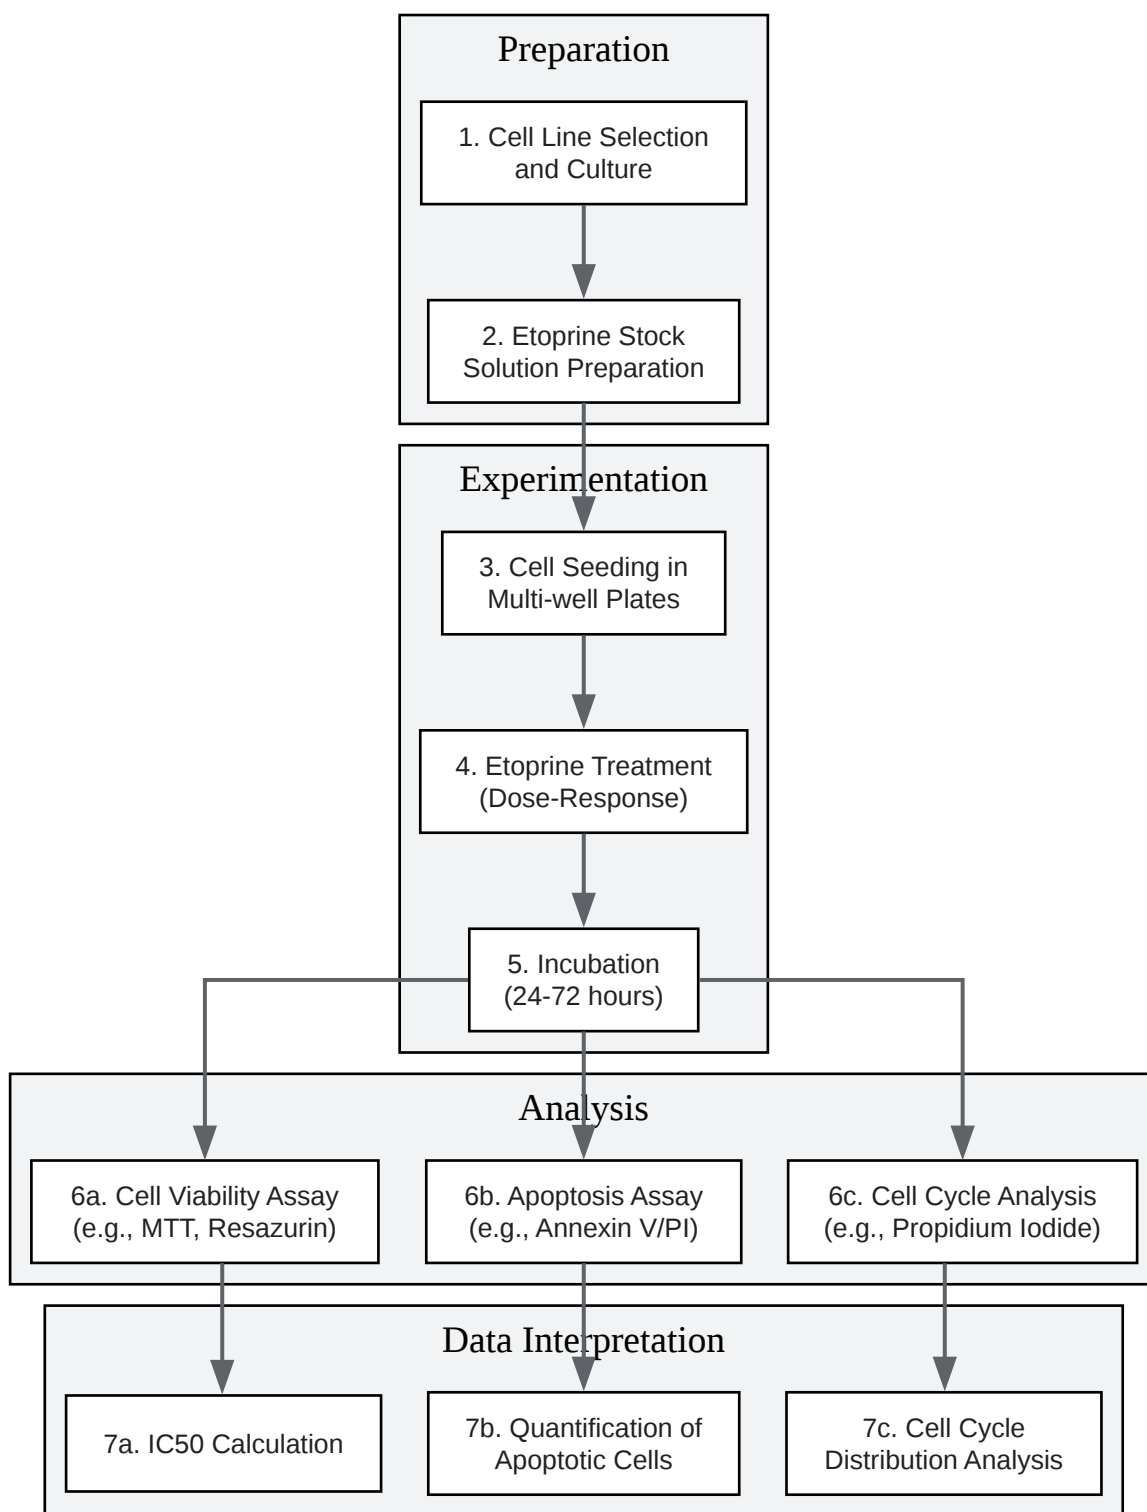 Preparation
1. Cell Line Selection
and Culture
2. Etoprine Stock
Solution Preparation
Experimentation
3. Cell Seeding in
Multi-well Plates
4. Etoprine Treatment
(Dose-Response)
5. Incubation
(24-72 hours)
Analysis
6a. Cell Viability Assay
(e.g., MTT, Resazurin)
6b. Apoptosis Assay
(e.g., Annexin V/PI)
6c. Cell Cycle Analysis
(e.g., Propidium Iodide)
Data Interpretation
7a. IC50 Calculation
7b. Quantification of
Apoptotic Cells
7c. Cell Cycle
Distribution Analysis